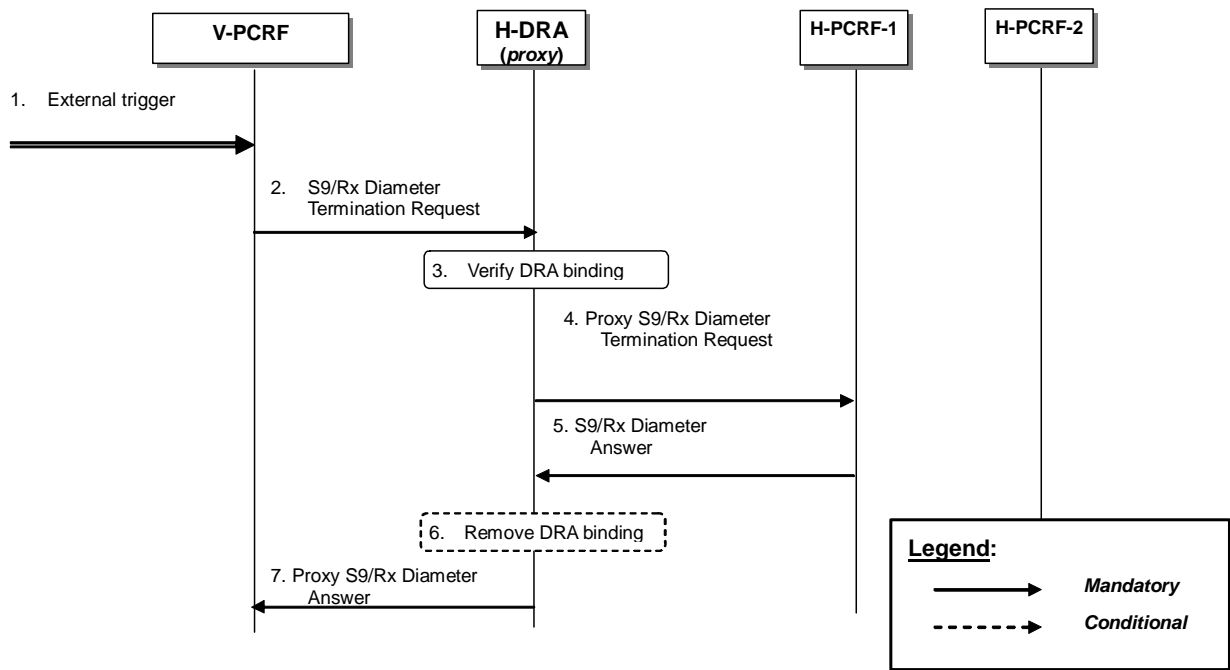 V-PCRF
H-DRA
(proxy)
H-PCRF-1
H-PCRF-2
1. External trigger
2. S9/Rx Diameter
Termination Request
3. Verify DRA binding
4. Proxy S9/Rx Diameter
Termination Request
5. S9/Rx Diameter
Answer
6. Remove DRA binding
7. Proxy S9/Rx Diameter
Answer
Legend:
Mandatory
Conditional